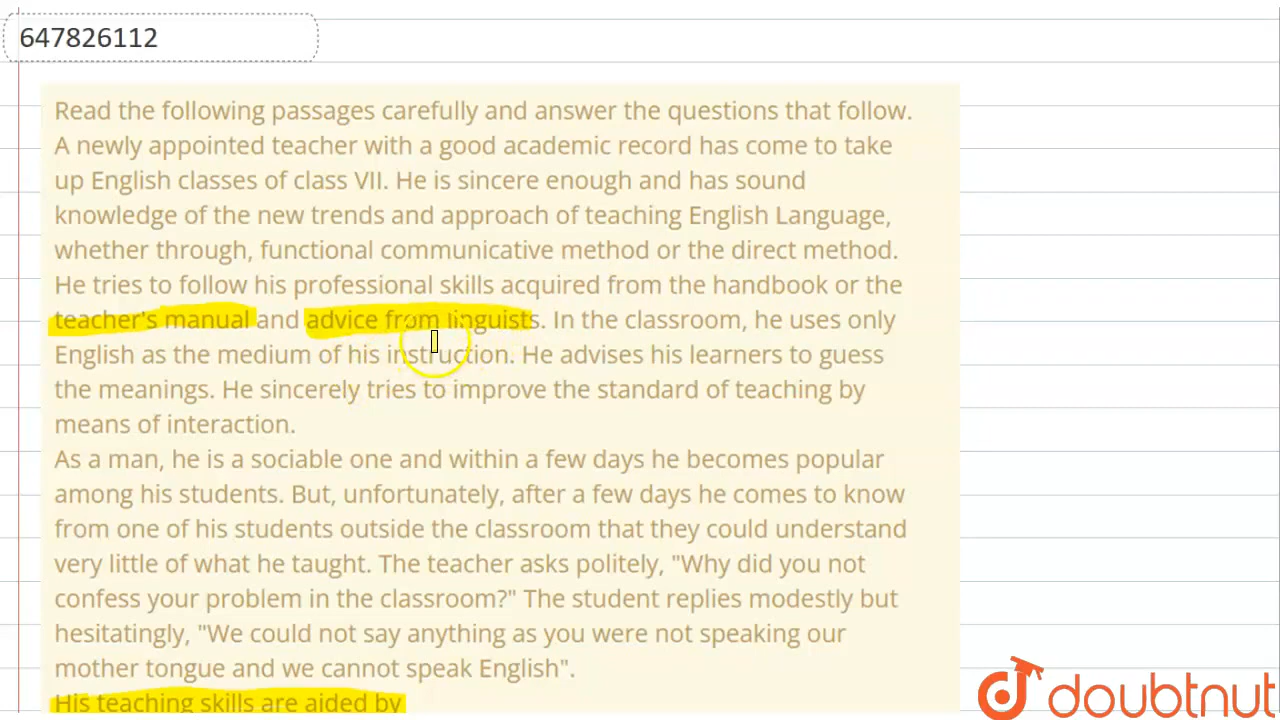 647826112
Read the following passages carefully and answer the questions that follow.
A newly appointed teacher with a good academic record has come to take
up English classes of class VII. He is sincere enough and has sound
knowledge of the new trends and approach of teaching English Language,
whether through, functional communicative method or the direct method.
He tries to follow his professional skills acquired from the handbook or the
teacher's manual and advice from linguists. In the classroom, he uses only
English as the medium of his instruction. He advises his learners to guess
the meanings. He sincerely tries to improve the standard of teaching by
means of interaction.
As a man, he is a sociable one and within a few days he becomes popular
among his students. But, unfortunately, after a few days he comes to know
from one of his students outside the classroom that they could understand
very little of what he taught. The teacher asks politely, "Why did you not
confess your problem in the classroom?" The student replies modestly but
hesitatingly, "We could not say anything as you were not speaking our
mother tongue and we cannot speak English".
His teaching skills are aided by
doubtnut